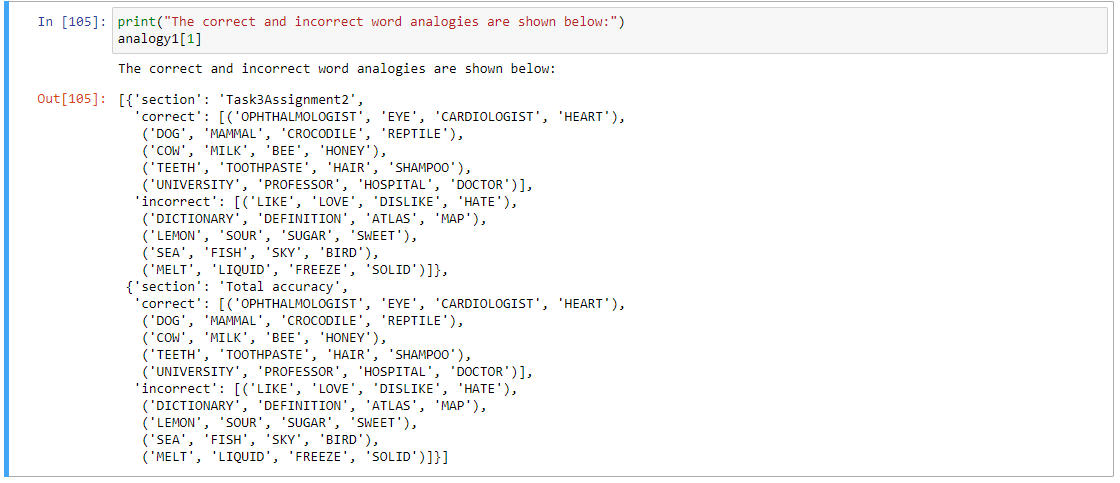 In [105]: print("The correct and incorrect word analogies are shown below:")
analogy1[1]
The correct and incorrect word analogies are shown below:
Out[105]: [{'section': 'Task3Assignment2',
'correct': [('OPHTHALMOLOGIST', 'EYE', 'CARDIOLOGIST', 'HEART'),
('DOG', 'MAMMAL', 'CROCODILE', 'REPTILE'),
('COW', 'MILK', 'BEE', 'HONEY'),
('TEETH', 'TOOTHPASTE', 'HAIR', 'SHAMPOO'),
('UNIVERSITY', 'PROFESSOR', 'HOSPITAL', 'DOCTOR')],
'incorrect': [('LIKE', 'LOVE', 'DISLIKE', 'HATE'),
('DICTIONARY', 'DEFINITION', 'ATLAS', 'MAP'),
('LEMON', 'SOUR', 'SUGAR', 'SWEET'),
('SEA', 'FISH', 'SKY', 'BIRD'),
('MELT', 'LIQUID', 'FREEZE', 'SOLID')]},
{'section': 'Total accuracy',
'correct': [('OPHTHALMOLOGIST', 'EYE', 'CARDIOLOGIST', 'HEART'),
('DOG', 'MAMMAL', 'CROCODILE', 'REPTILE'),
('COW', 'MILK', 'BEE', 'HONEY'),
('TEETH', 'TOOTHPASTE', 'HAIR', 'SHAMPOO'),
('UNIVERSITY', 'PROFESSOR', 'HOSPITAL', 'DOCTOR')],
'incorrect': [('LIKE', 'LOVE', 'DISLIKE', 'HATE'),
('DICTIONARY', 'DEFINITION', 'ATLAS', 'MAP'),
('LEMON', 'SOUR', 'SUGAR', 'SWEET'),
('SEA', 'FISH', 'SKY', 'BIRD'),
('MELT', 'LIQUID', 'FREEZE', 'SOLID')]}]